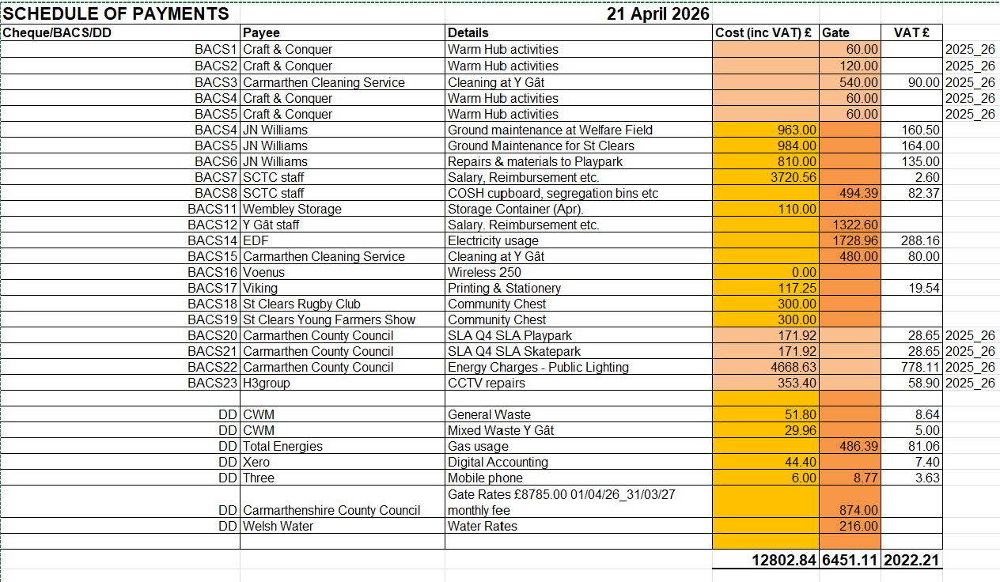 SCHEDULE OF PAYMENTS 21 April 2026
Cheque/BACS/DD Payee Details Cost (inc VAT) £ Gate VAT £
BACS1 Craft & Conquer Warm Hub activities 60.00 2025_26
BACS2 Craft & Conquer Warm Hub activities 120.00 2025_26
BACS3 Carmarthen Cleaning Service Cleaning at Y Gât 540.00 90.00 2025_26
BACS4 Craft & Conquer Warm Hub activities 60.00 2025_26
BACS5 Craft & Conquer Warm Hub activities 60.00 2025_26
BACS4 JN Williams Ground maintenance at Welfare Field 963.00 160.50
BACS5 JN Williams Ground Maintenance for St Clears 984.00 164.00
BACS6 JN Williams Repairs & materials to Playpark 810.00 135.00
BACS7 SCTC staff Salary, Reimbursement etc. 3720.56 2.60
BACS8 SCTC staff COSH cupboard, segregation bins etc 494.39 82.37
BACS11 Wembley Storage Storage Container (Apr). 110.00
BACS12 Y Gât staff Salary. Reimbursement etc. 1322.60
BACS14 EDF Electricity usage 1728.96 288.16
BACS15 Carmarthen Cleaning Service Cleaning at Y Gât 480.00 80.00
BACS16 Voenus Wireless 250 0.00
BACS17 Viking Printing & Stationery 117.25 19.54
BACS18 St Clears Rugby Club Community Chest 300.00
BACS19 St Clears Young Farmers Show Community Chest 300.00
BACS20 Carmarthen County Council SLA Q4 SLA Playpark 171.92 28.65 2025_26
BACS21 Carmarthen County Council SLA Q4 SLA Skatepark 171.92 28.65 2025_26
BACS22 Carmarthen County Council Energy Charges - Public Lighting 4668.63 778.11 2025_26
BACS23 H3group CCTV repairs 353.40 58.90 2025_26
DD CWM General Waste 51.80 8.64
DD CWM Mixed Waste Y Gât 29.96 5.00
DD Total Energies Gas usage 486.39 81.06
DD Xero Digital Accounting 44.40 7.40
DD Three Mobile phone 6.00 8.77 3.63
Gate Rates £8785.00 01/04/26_31/03/27
DD Carmarthenshire County Council monthly fee 874.00
DD Welsh Water Water Rates 216.00
12802.84 6451.11 2022.21